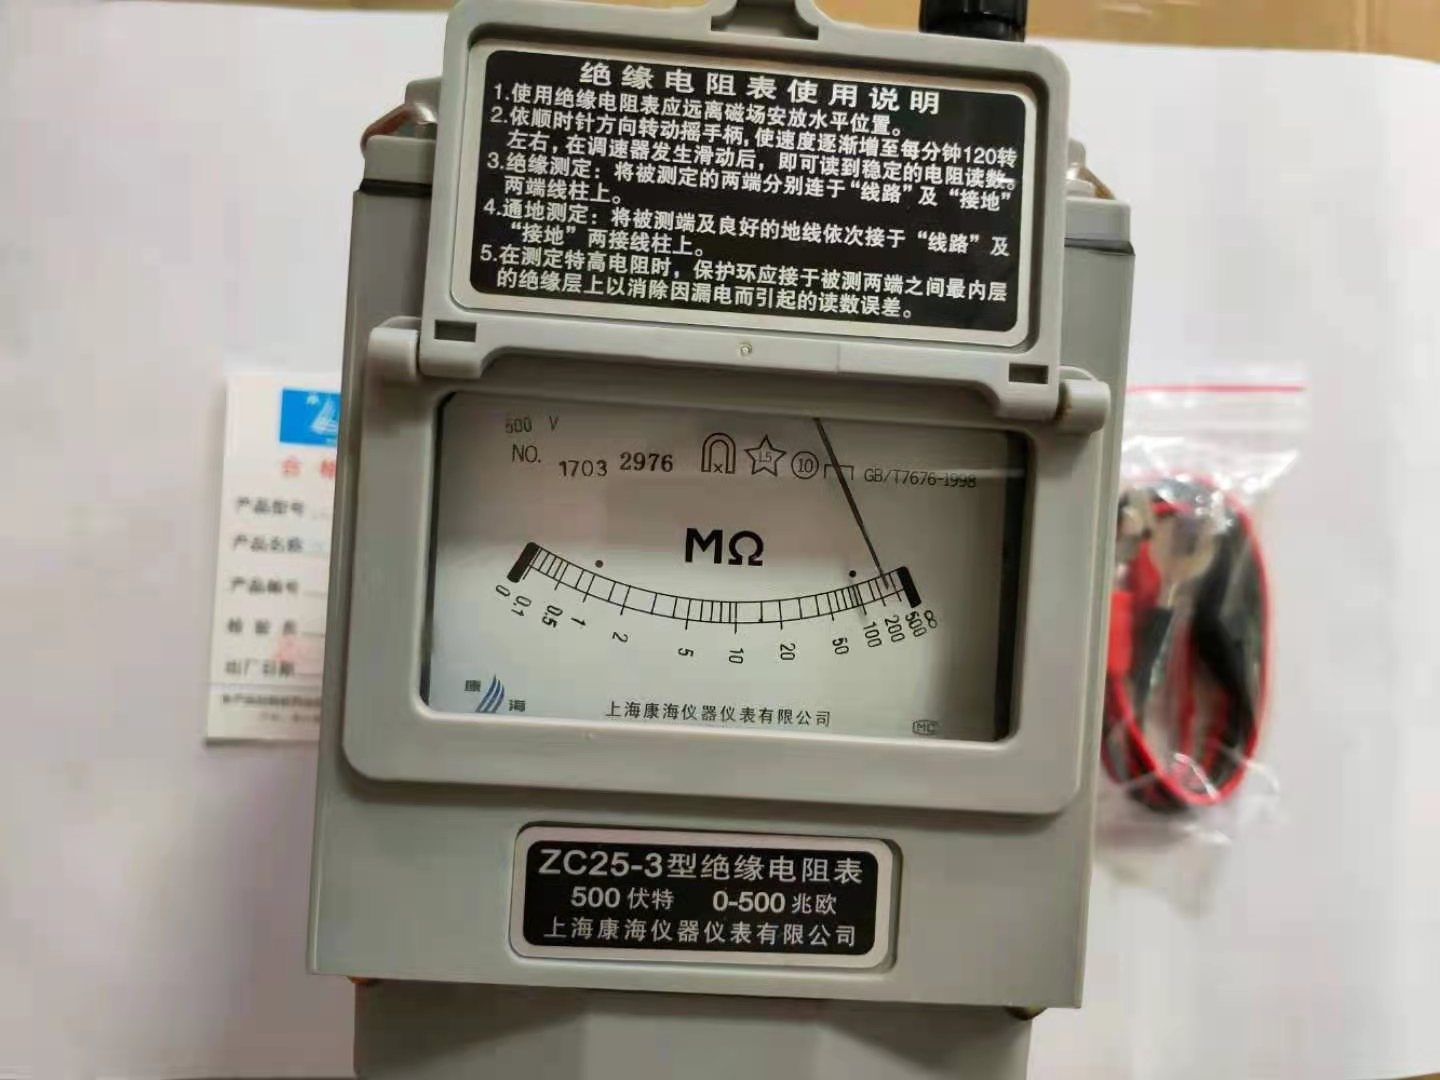 绝缘电阻表使用说明
1.使用绝缘电阻表应远离磁场安放水平位置。
2.依顺时针方向转动摇手柄,使速度逐渐增至每分钟120转
左右，在调速器发生滑动后，即可读到稳定的电阻读数。
3.绝缘测定：将被测定的两端分别连于“线路”及“接地”
两端线柱上。
4.通地测定：将被测端及良好的地线依次接于“线路”及
“接地”两接线柱上。
5.在测定特高电阻时，保护环应接于被测两端之间最内层
的绝缘层上以消除因漏电而引起的读数误差。
500 V
NO. 1703 2976 10 GB/T7676-1998
MΩ
0 0.1 0.5 1 2 5 10 20 50 100 200 500 ∞
康海
上海康海仪器仪表有限公司
MC
ZC25-3型绝缘电阻表
500伏特 0-500兆欧
上海康海仪器仪表有限公司
合格
产品型号
产品名称
产品编号
检验员
出厂日期